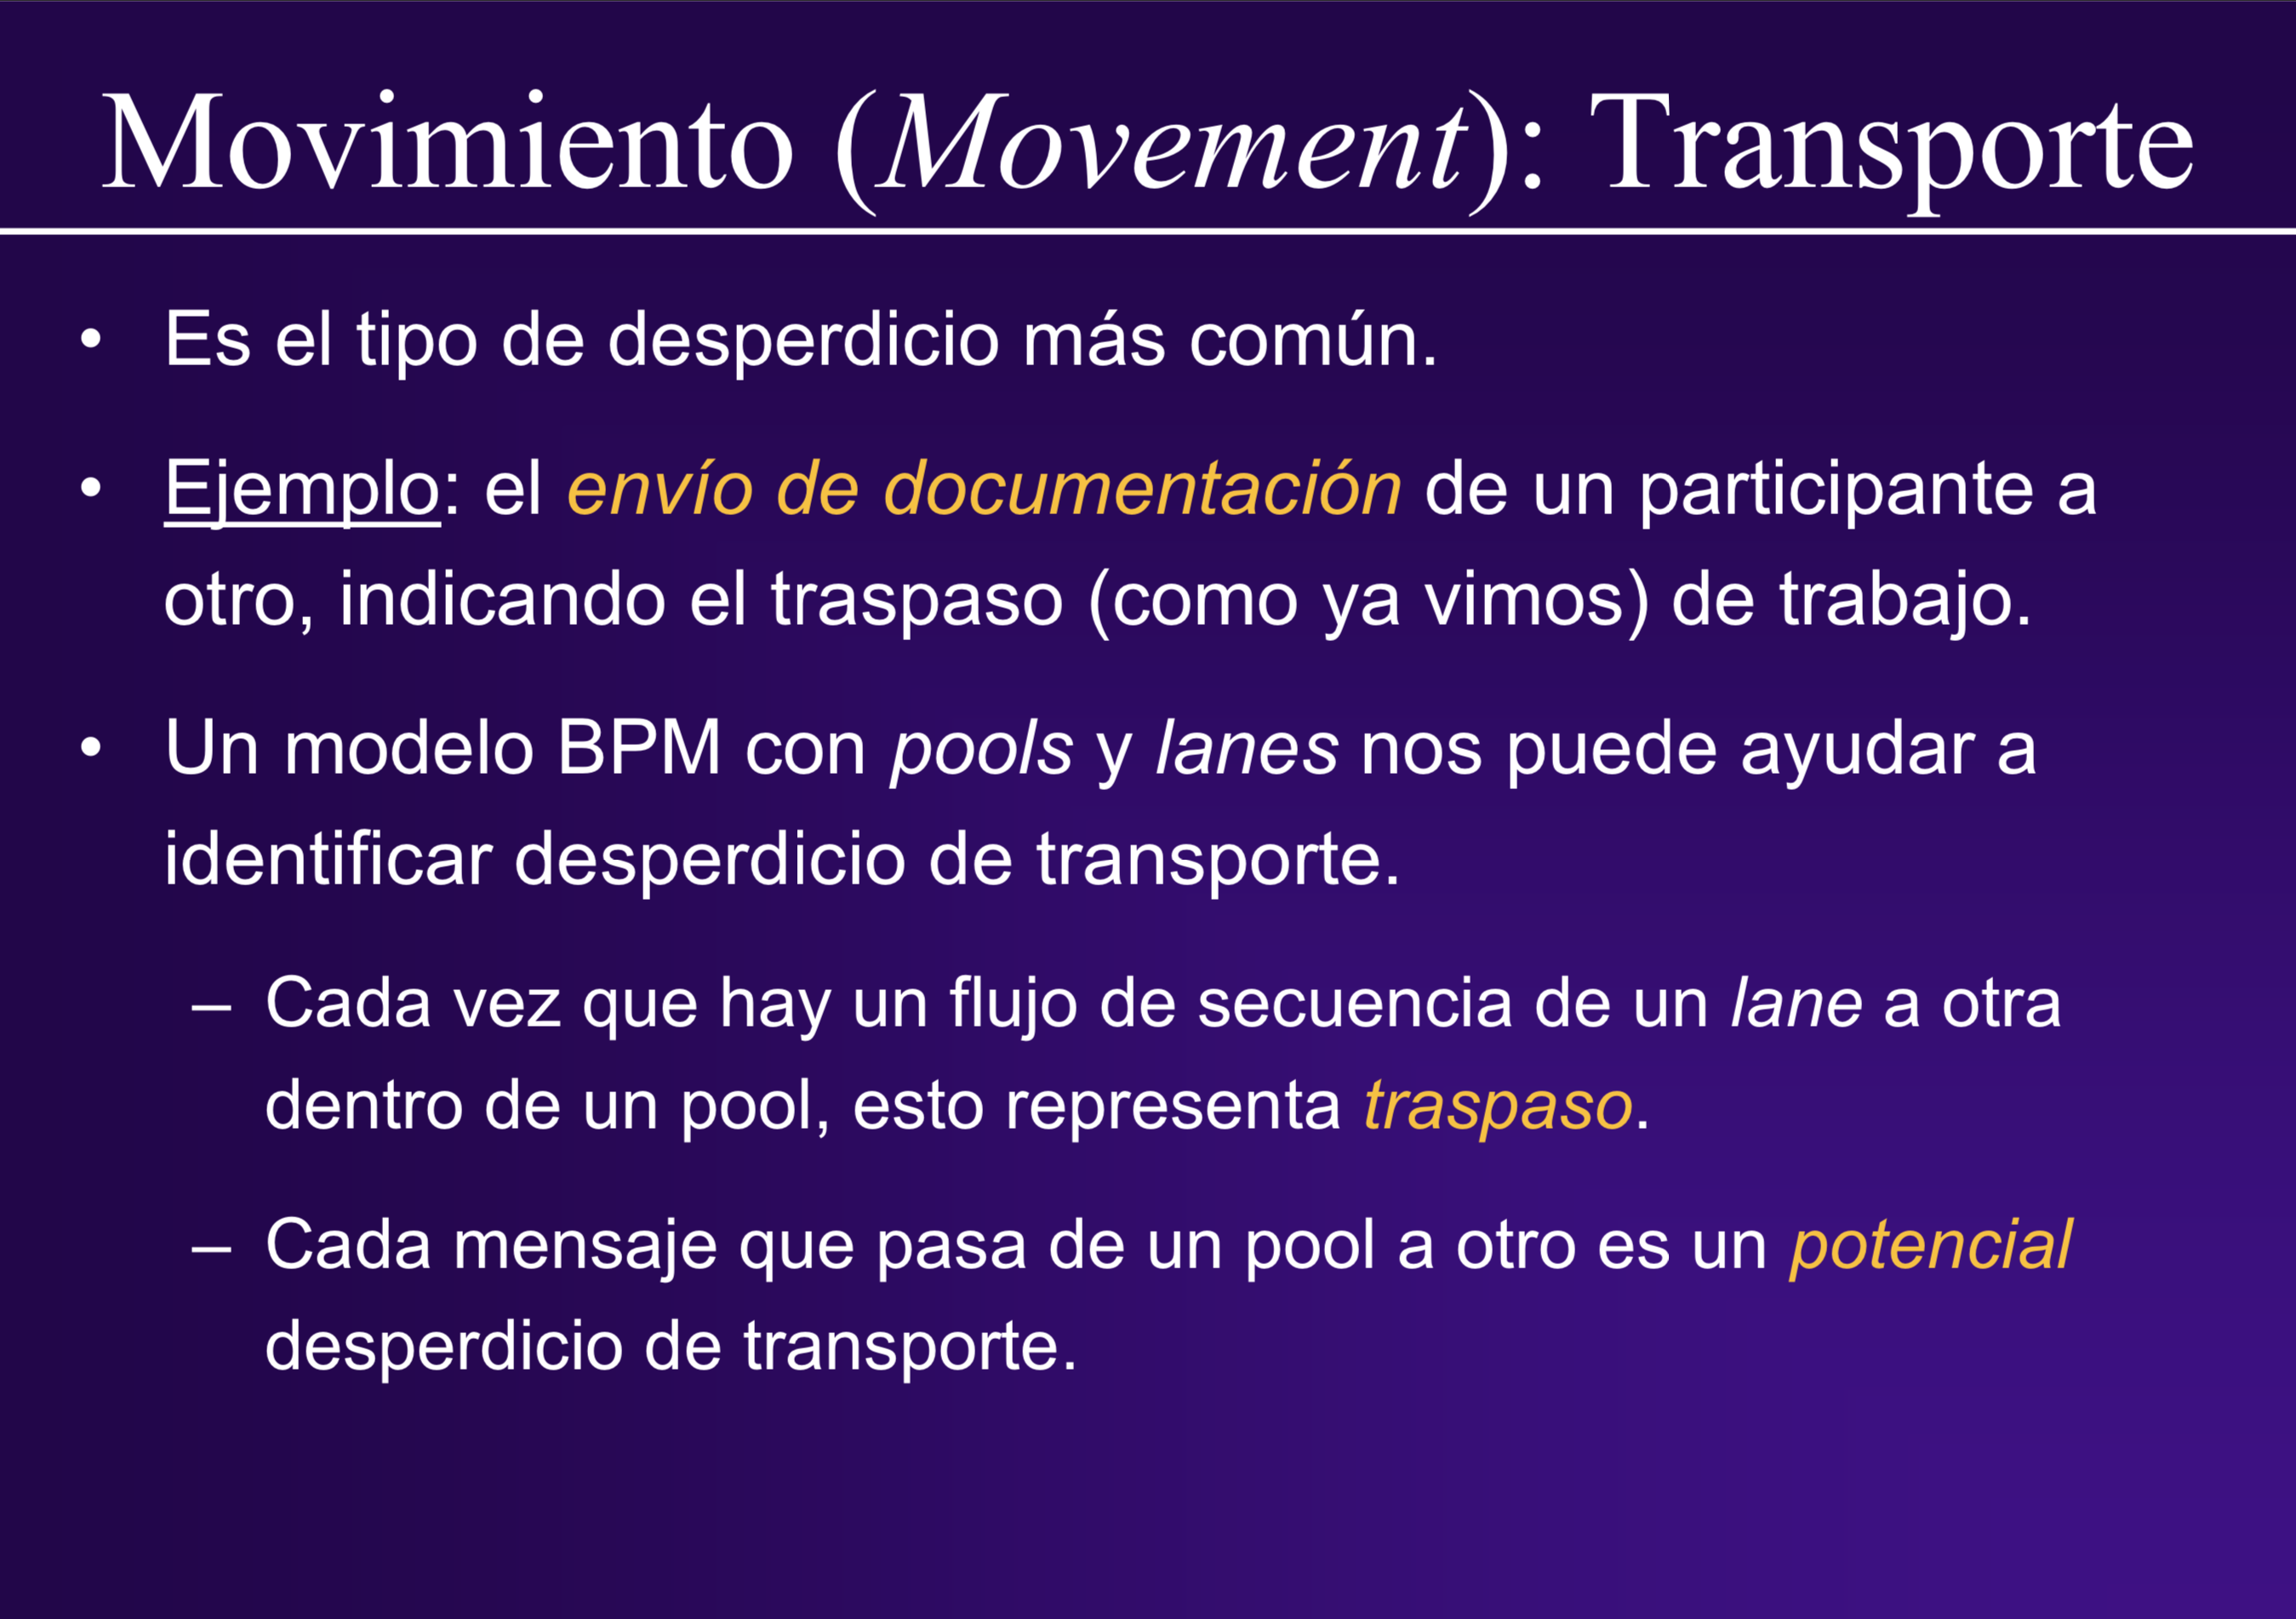 Movimiento (Movement): Transporte
• Es el tipo de desperdicio más común.
• Ejemplo: el envío de documentación de un participante a
otro, indicando el traspaso (como ya vimos) de trabajo.
• Un modelo BPM con pools y lanes nos puede ayudar a
identificar desperdicio de transporte.
– Cada vez que hay un flujo de secuencia de un lane a otra
dentro de un pool, esto representa traspaso.
– Cada mensaje que pasa de un pool a otro es un potencial
desperdicio de transporte.